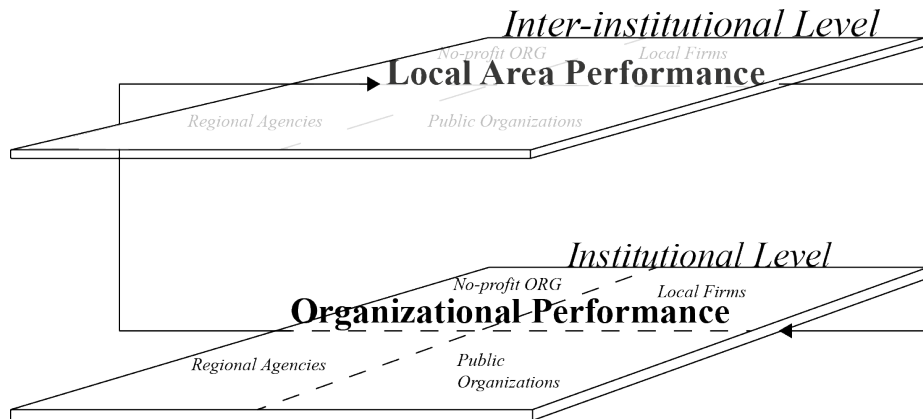 Inter-institutional Level
No-profit ORG
Local Firms
Local Area Performance
Regional Agencies
Public Organizations
Institutional Level
No-profit ORG
Local Firms
Organizational Performance
Regional Agencies
Public
Organizations